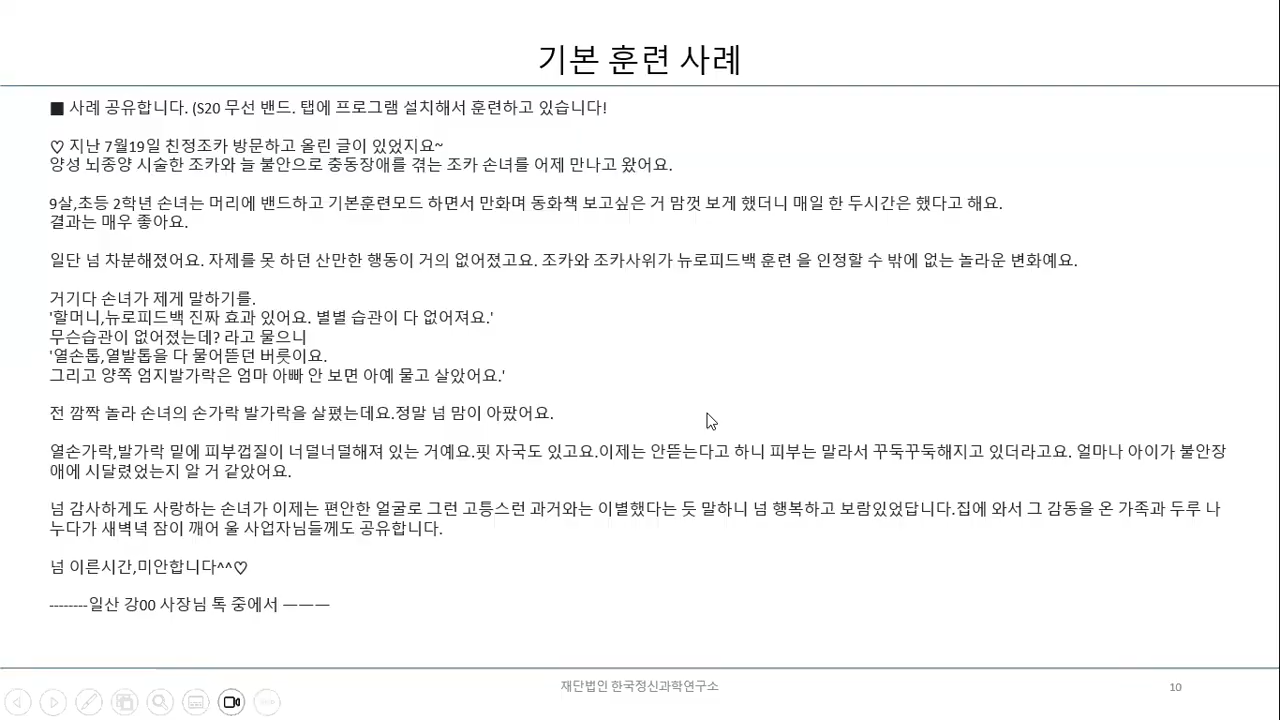 기본 훈련 사례
■ 사례 공유합니다. (S20 무선 밴드. 탭에 프로그램 설치해서 훈련하고 있습니다!
♡ 지난 7월19일 친정조카 방문하고 올린 글이 있었지요~
양성 뇌종양 시술한 조카와 늘 불안으로 충동장애를 겪는 조카 손녀를 어제 만나고 왔어요.
9살,초등 2학년 손녀는 머리에 밴드하고 기본훈련모드 하면서 만화며 동화책 보고싶은 거 맘껏 보게 했더니 매일 한 두시간은 했다고 해요.
결과는 매우 좋아요.
일단 넘 차분해졌어요. 자제를 못 하던 산만한 행동이 거의 없어졌고요. 조카와 조카사위가 뉴로피드백 훈련 을 인정할 수 밖에 없는 놀라운 변화예요.
거기다 손녀가 제게 말하기를.
'할머니,뉴로피드백 진짜 효과 있어요. 별별 습관이 다 없어져요.'
무슨습관이 없어졌는데? 라고 물으니
'열손톱,열발톱을 다 물어뜯던 버릇이요.
그리고 양쪽 엄지발가락은 엄마 아빠 안 보면 아예 물고 살았어요.'
전 깜짝 놀라 손녀의 손가락 발가락을 살폈는데요.정말 넘 맘이 아팠어요.
열손가락,발가락 밑에 피부껍질이 너덜너덜해져 있는 거예요.핏 자국도 있고요.이제는 안뜯는다고 하니 피부는 말라서 꾸둑꾸둑해지고 있더라고요. 얼마나 아이가 불안장
애에 시달렸었는지 알 거 같았어요.
넘 감사하게도 사랑하는 손녀가 이제는 편안한 얼굴로 그런 고통스런 과거와는 이별했다는 듯 말하니 넘 행복하고 보람있었답니다.집에 와서 그 감동을 온 가족과 두루 나
누다가 새벽녘 잠이 깨어 울 사업자님들께도 공유합니다.
넘 이른시간,미안합니다^^♡
--------일산 강00 사장님 톡 중에서 ㅡㅡㅡ
재단법인 한국정신과학연구소
10